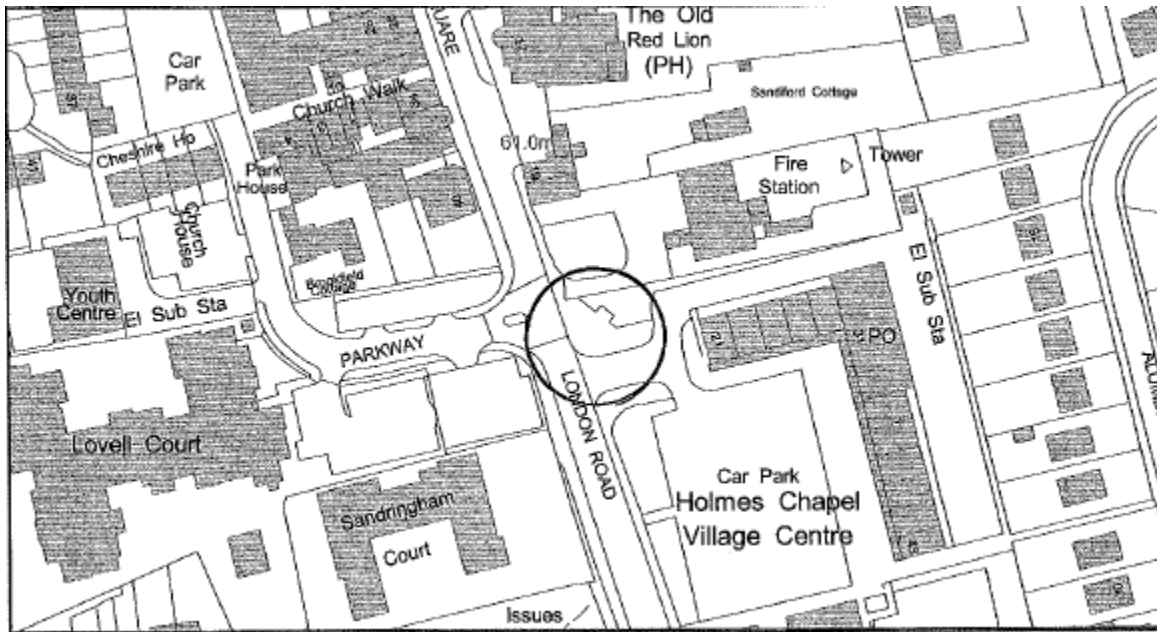 The Old
Red Lion
(PH)
Car
Park
Church Walk
Sandiford Cottage
61.0m
Cheshire Ho
Park
House
Fire
Station
Tower
Church
House
Youth
Centre
El Sub Sta
El Sub Sta
PARKWAY
PO
LONDON ROAD
Lovell Court
Sandringham
Court
Car Park
Holmes Chapel
Village Centre
Issues